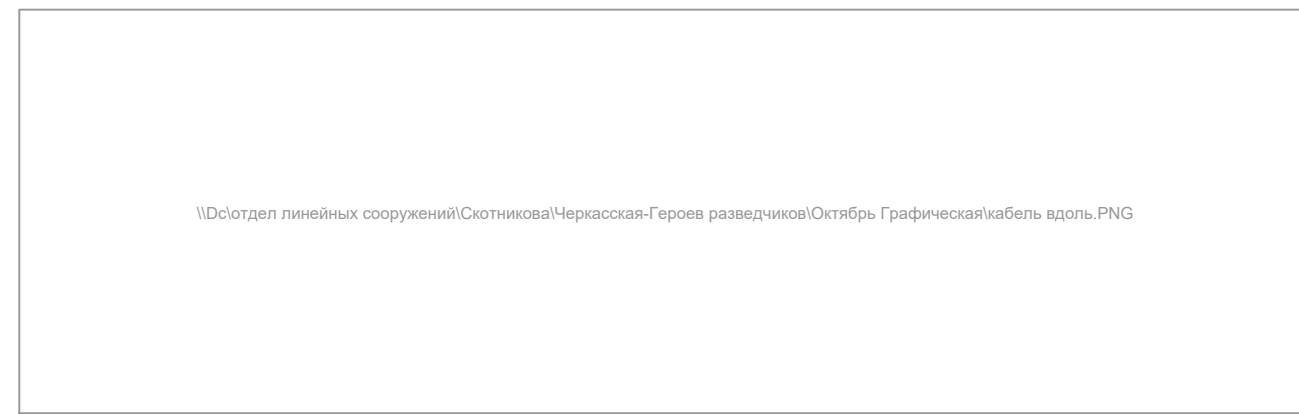 \\Dc\отдел линейных сооружений\Скотникова\Черкасская-Героев разведчиков\Октябрь Графическая\кабель вдоль.PNG